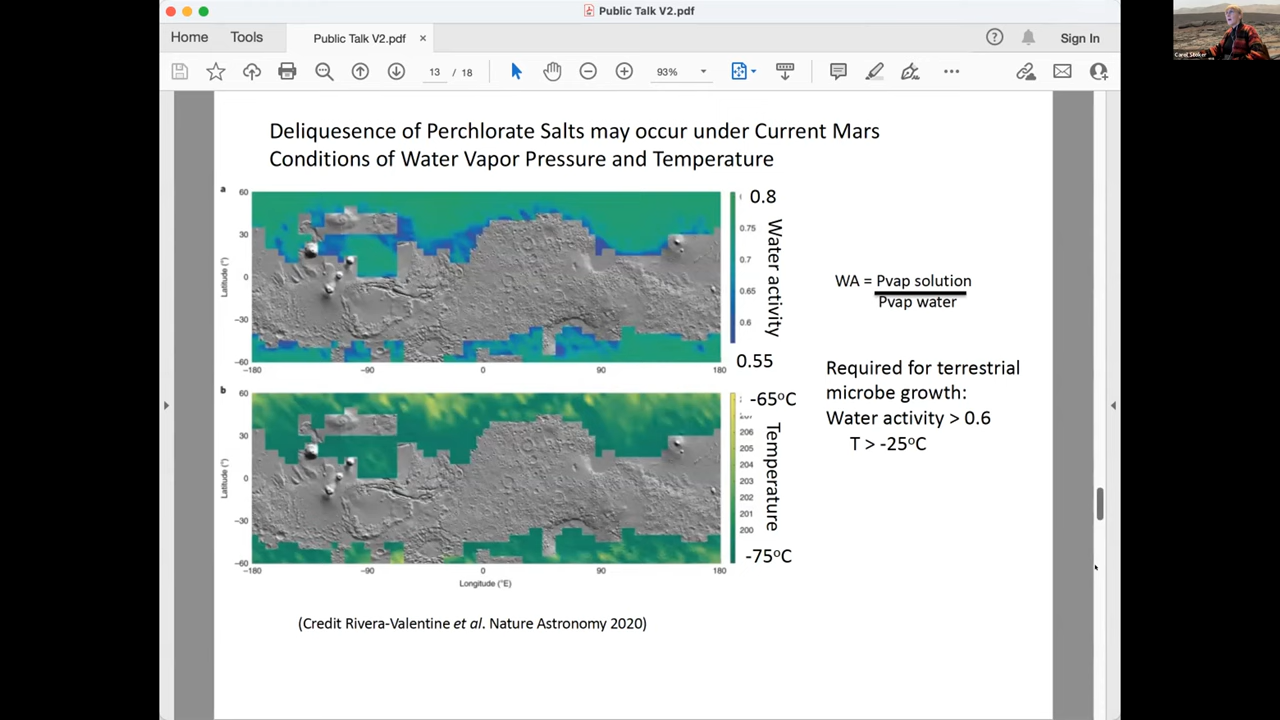 Public Talk V2.pdf
Home
Tools
Public Talk V2.pdf
×
Sign In
13 / 18
93%
Deliquesence of Perchlorate Salts may occur under Current Mars
Conditions of Water Vapor Pressure and Temperature
a
60
30
0
−30
−60
Latitude (°)
−180
−90
0
90
180
0.8
0.75
0.7
0.65
0.6
0.55
Water activity
WA = Pvap solution
Pvap water
Required for terrestrial
microbe growth:
Water activity > 0.6
T > -25°C
b
60
30
0
−30
−60
Latitude (°)
−180
−90
0
90
180
Longitude (°E)
-65°C
206
205
204
203
202
201
200
-75°C
Temperature
(Credit Rivera-Valentine et al. Nature Astronomy 2020)
Carol Stoker